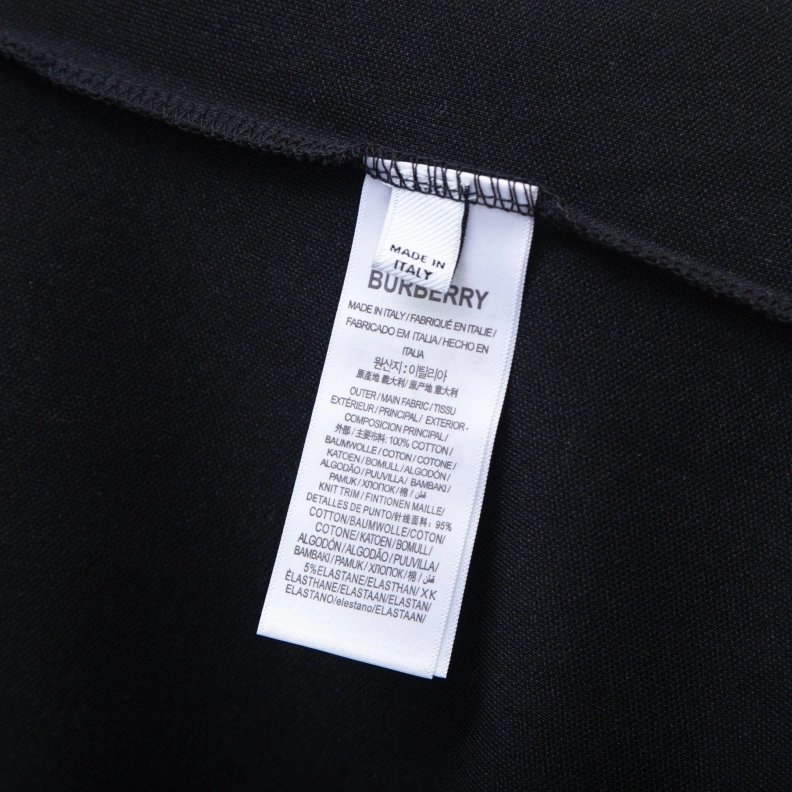 MADE IN
ITALY
BURBERRY
MADE IN ITALY / FABRIQUÉ EN ITALIE /
FABRICADO EM ITALIA / HECHO EN
ITALIA
원산지 : 이탈리아
原產地 義大利 / 原产地 意大利
OUTER / MAIN FABRIC / TISSU
EXTÉRIEUR / PRINCIPAL / EXTERIOR-
COMPOSICION PRINCIPAL /
外部 / 主要布料: 100% COTTON /
BAUMWOLLE / COTON / COTONE /
KATOEN / BOMULL / ALGODÓN /
ALGODÃO / PUUVILLA / BAMBAKI /
PAMUK / ХЛОПОК / 棉 / قطن
KNIT TRIM / FINTIONEN MAILLE /
DETALLES DE PUNTO/针线面料 : 95%
COTTON/BAUMWOLLE/COTON/
COTONE / KATOEN / BOMULL/
ALGODÓN / ALGODÃO / PUUVILLA /
BAMBAKI / PAMUK / ХЛОПОК / 棉 / قطن
5%ELASTANE/ELASTHAN/ XK
ÉLASTHANE/ELASTAAN/ELASTAN/
ELASTANO/elestano/ELASTAAN/